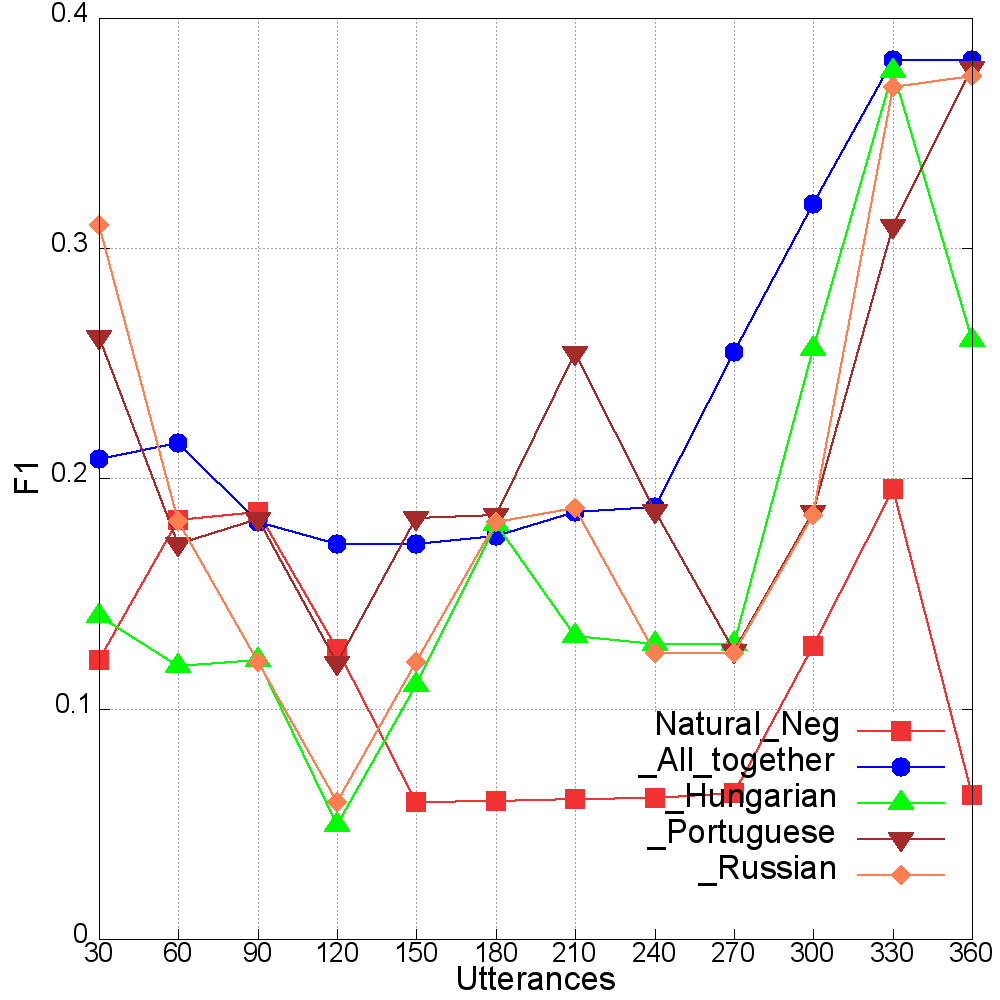 0.4
0.3
0.2
0.1
0
F1
Natural_Neg
_All_together
_Hungarian
_Portuguese
_Russian
30 60 90 120 150 180 210 240 270 300 330 360
Utterances